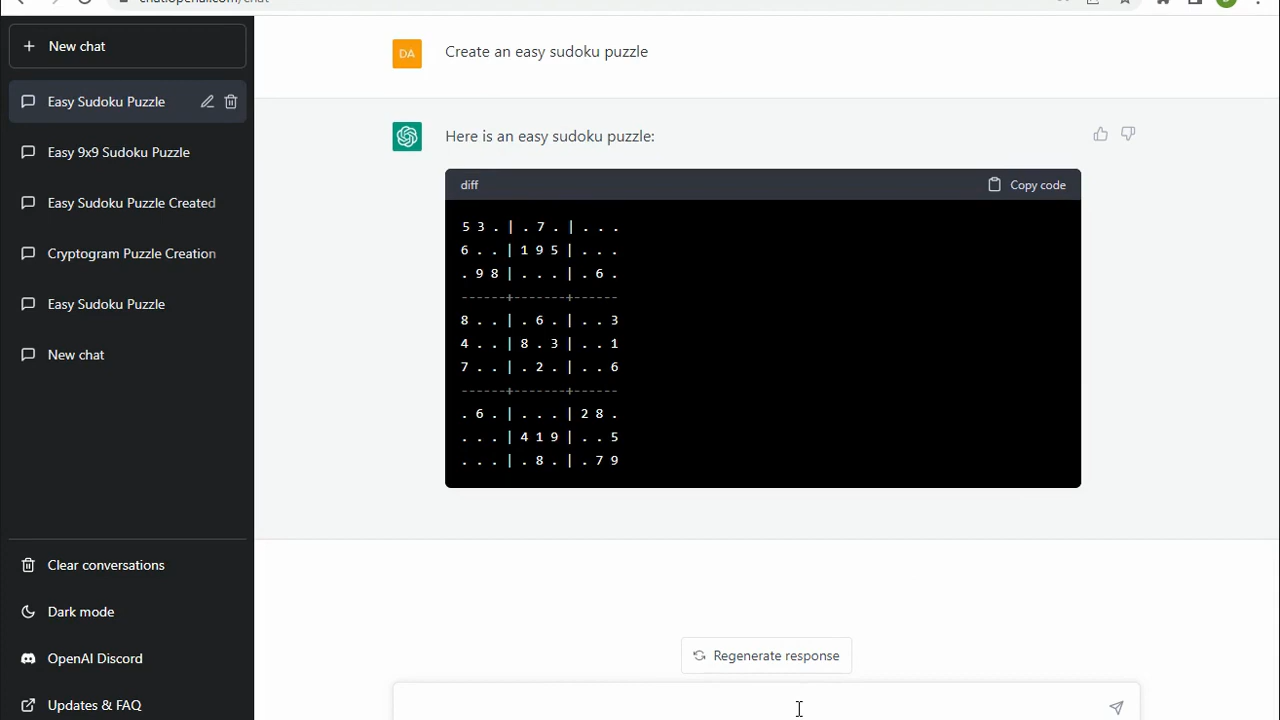 New chat
Easy Sudoku Puzzle
Easy 9x9 Sudoku Puzzle
Easy Sudoku Puzzle Created
Cryptogram Puzzle Creation
Easy Sudoku Puzzle
New chat
Clear conversations
Dark mode
OpenAI Discord
Updates & FAQ
DA
Create an easy sudoku puzzle
Here is an easy sudoku puzzle:
diff
Copy code
5 3 . | . 7 . | . . .
6 . . | 1 9 5 | . . .
. 9 8 | . . . | . 6 .
------+-------+------
8 . . | . 6 . | . . 3
4 . . | 8 . 3 | . . 1
7 . . | . 2 . | . . 6
------+-------+------
. 6 . | . . . | 2 8 .
. . . | 4 1 9 | . . 5
. . . | . 8 . | . 7 9
Regenerate response